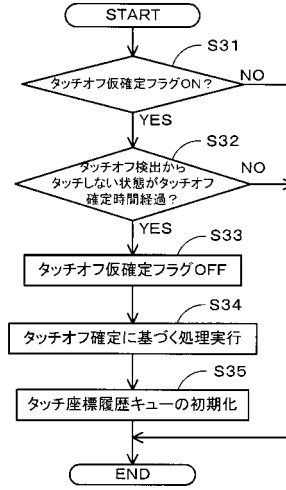 START
S31
タッチオフ仮確定フラグON?
NO
YES
S32
タッチオフ検出から
タッチしない状態がタッチオフ
確定時間経過?
NO
YES
S33
タッチオフ仮確定フラグOFF
S34
タッチオフ確定に基づく処理実行
S35
タッチ座標履歴キューの初期化
END